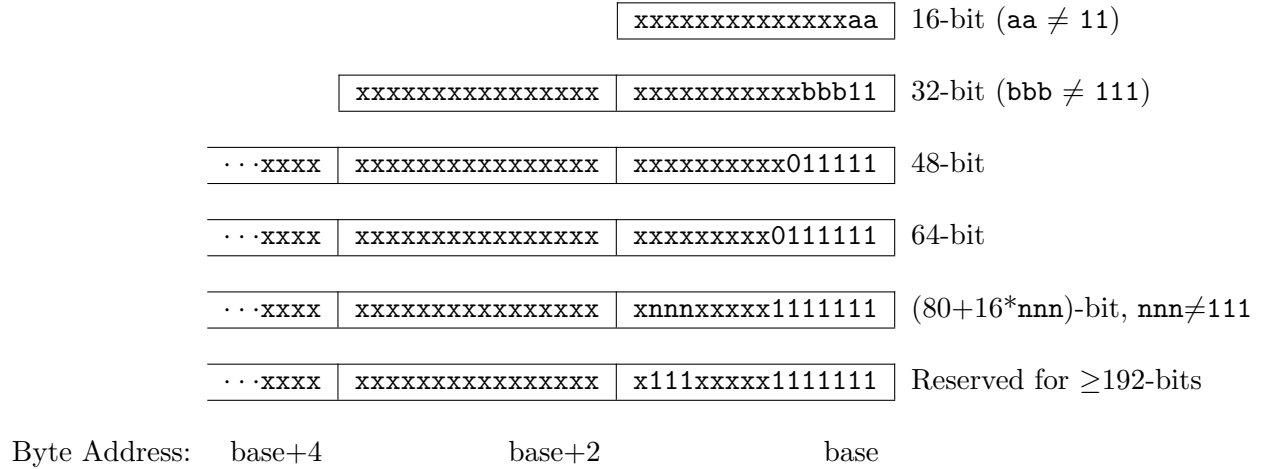 xxxxxxxxxxxxxxaa 16-bit (aa ≠ 11)
xxxxxxxxxxxxxxxx xxxxxxxxxxxbbb11 32-bit (bbb ≠ 111)
···xxxx xxxxxxxxxxxxxxxx xxxxxxxxxx011111 48-bit
···xxxx xxxxxxxxxxxxxxxx xxxxxxxxx0111111 64-bit
···xxxx xxxxxxxxxxxxxxxx xnnnxxxxx1111111 (80+16*nnn)-bit, nnn≠111
···xxxx xxxxxxxxxxxxxxxx x111xxxxx1111111 Reserved for ≥192-bits
Byte Address: base+4 base+2 base